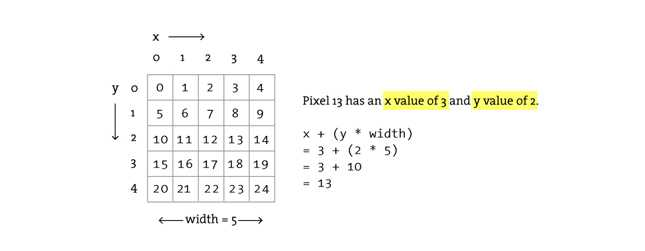 x
0 1 2 3 4
y 0 0 1 2 3 4
1 5 6 7 8 9
2 10 11 12 13 14
3 15 16 17 18 19
4 20 21 22 23 24
width = 5
Pixel 13 has an x value of 3 and y value of 2.
x + (y * width)
= 3 + (2 * 5)
= 3 + 10
= 13